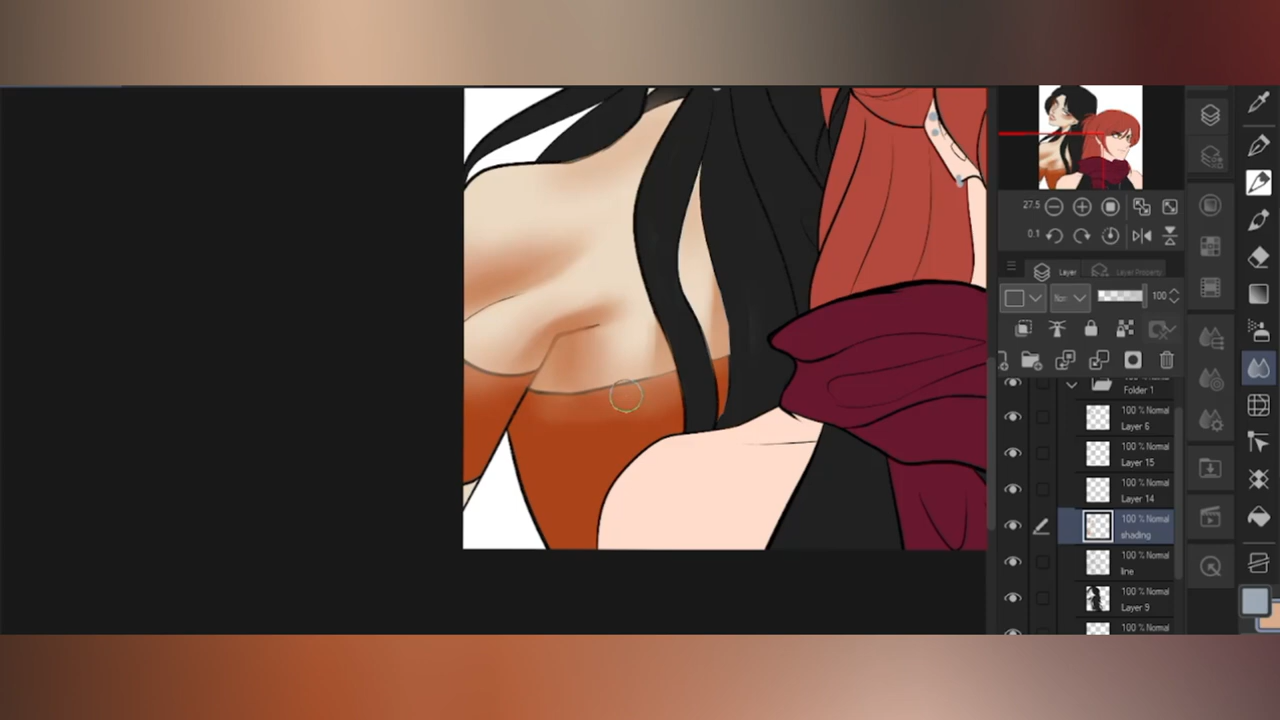 27.5
0.1
Layer
Layer Property
Nor
100
100 % Normal
Folder 1
100 % Normal
Layer 6
100 % Normal
Layer 15
100 % Normal
Layer 14
100 % Normal
shading
100 % Normal
line
100 % Normal
Layer 9
100 % Normal